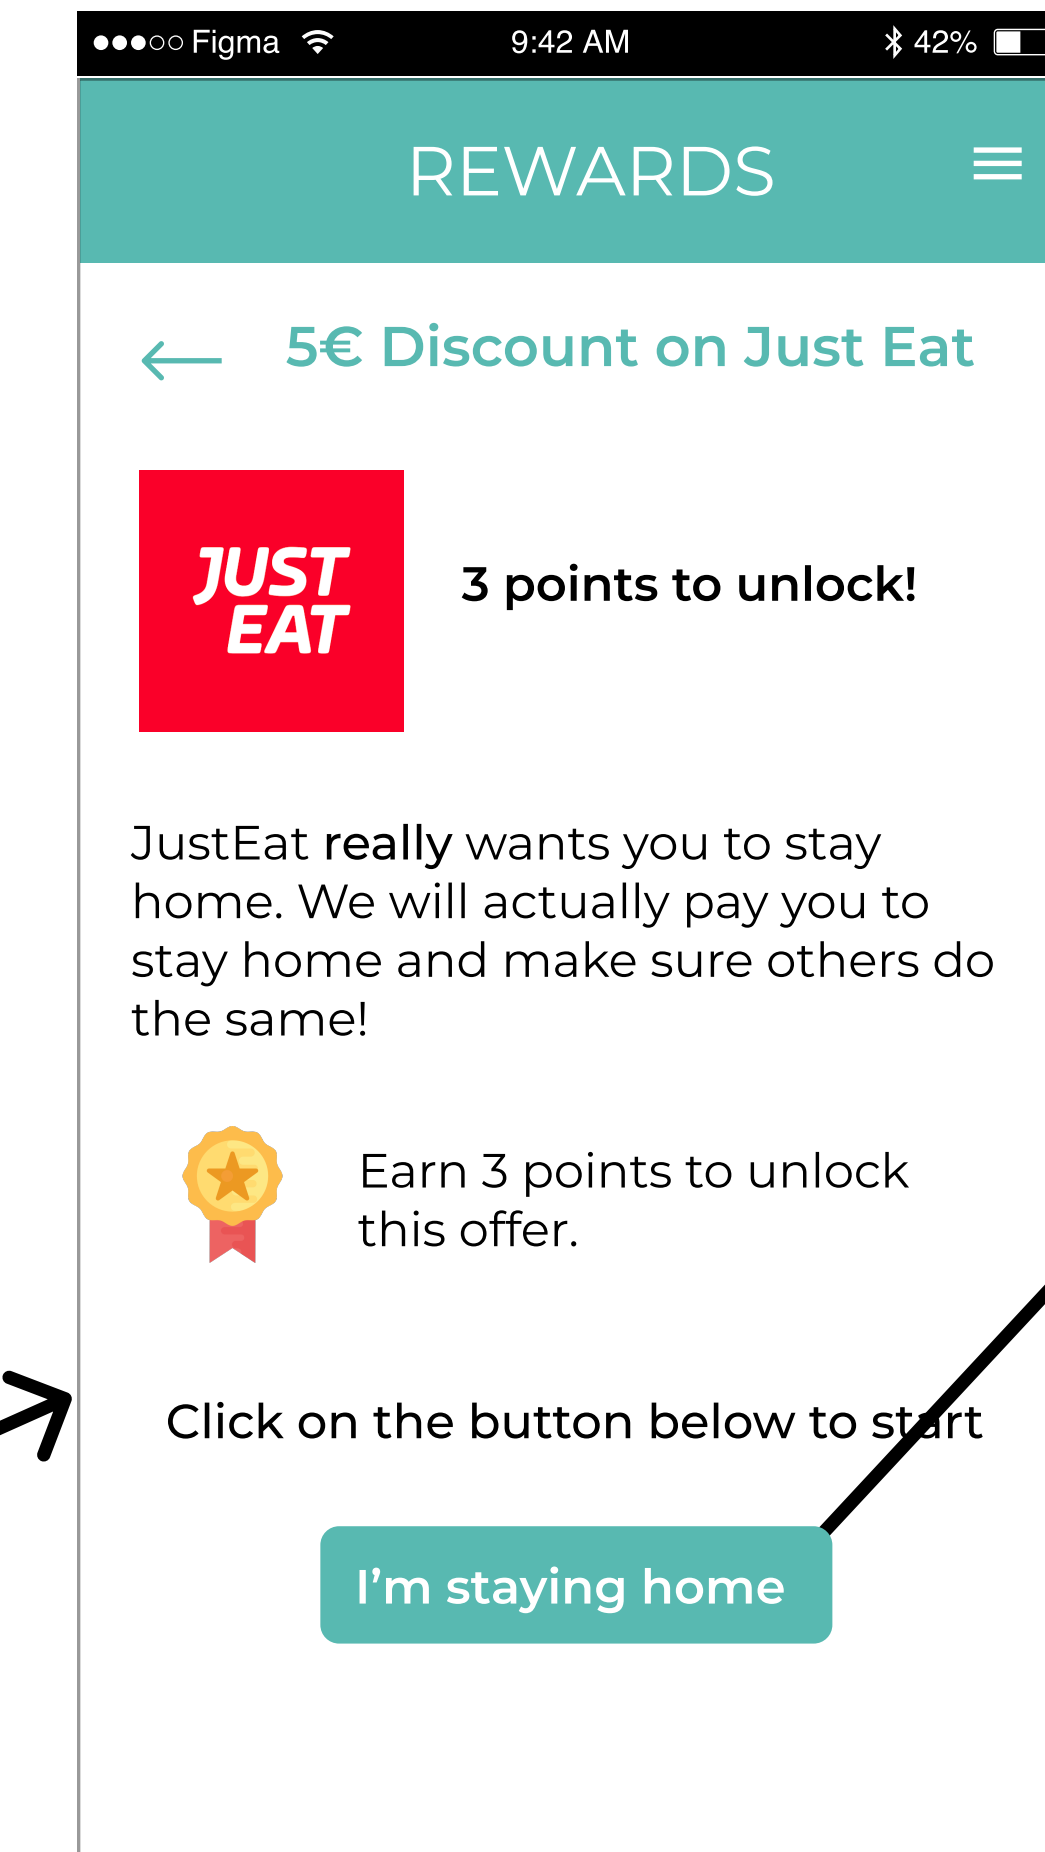 Figma 9:42 AM 42%
REWARDS
5€ Discount on Just Eat
JUST
EAT
3 points to unlock!
JustEat really wants you to stay
home. We will actually pay you to
stay home and make sure others do
the same!
Earn 3 points to unlock
this offer.
Click on the button below to start
I’m staying home